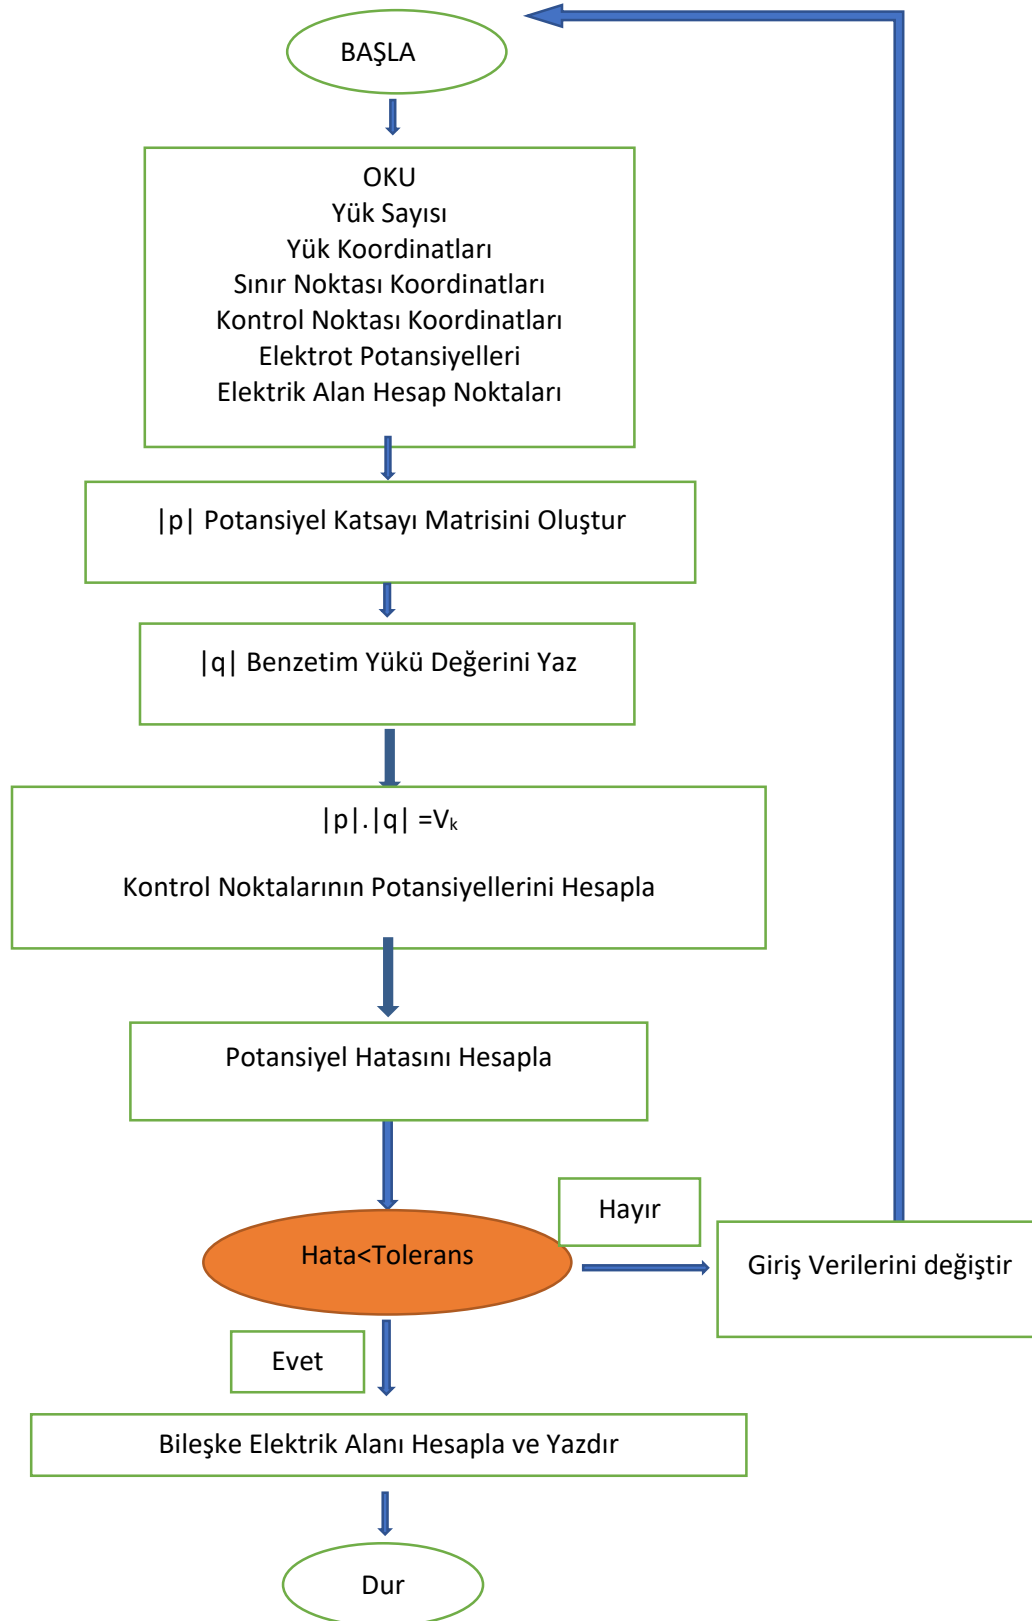 BAŞLA
OKU
Yük Sayısı
Yük Koordinatları
Sınır Noktası Koordinatları
Kontrol Noktası Koordinatları
Elektrot Potansiyelleri
Elektrik Alan Hesap Noktaları
|p| Potansiyel Katsayı Matrisini Oluştur
|q| Benzetim Yükü Değerini Yaz
|p|.|q| =Vₖ
Kontrol Noktalarının Potansiyellerini Hesapla
Potansiyel Hatasını Hesapla
Hayır
Hata<Tolerans
Giriş Verilerini değiştir
Evet
Bileşke Elektrik Alanı Hesapla ve Yazdır
Dur